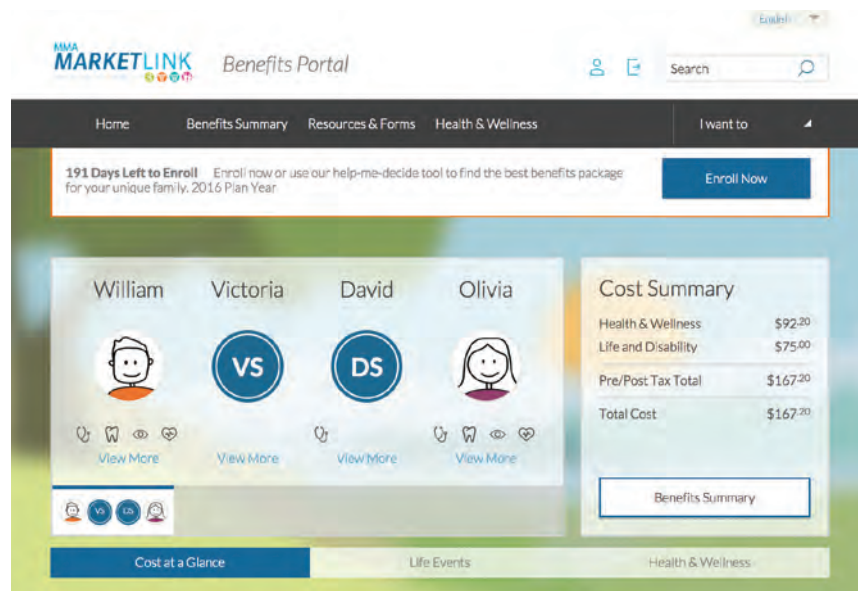 English
MMA
MARKETLINK
Benefits Portal
Search
Home Benefits Summary Resources & Forms Health & Wellness I want to
191 Days Left to Enroll Enroll now or use our help-me-decide tool to find the best benefits package
for your unique family. 2016 Plan Year
Enroll Now
William Victoria David Olivia
VS DS
View More View More View More View More
VS DS
Cost Summary
Health & Wellness $92.20
Life and Disability $75.00
Pre/Post Tax Total $167.20
Total Cost $167.20
Benefits Summary
Cost at a Glance Life Events Health & Wellness